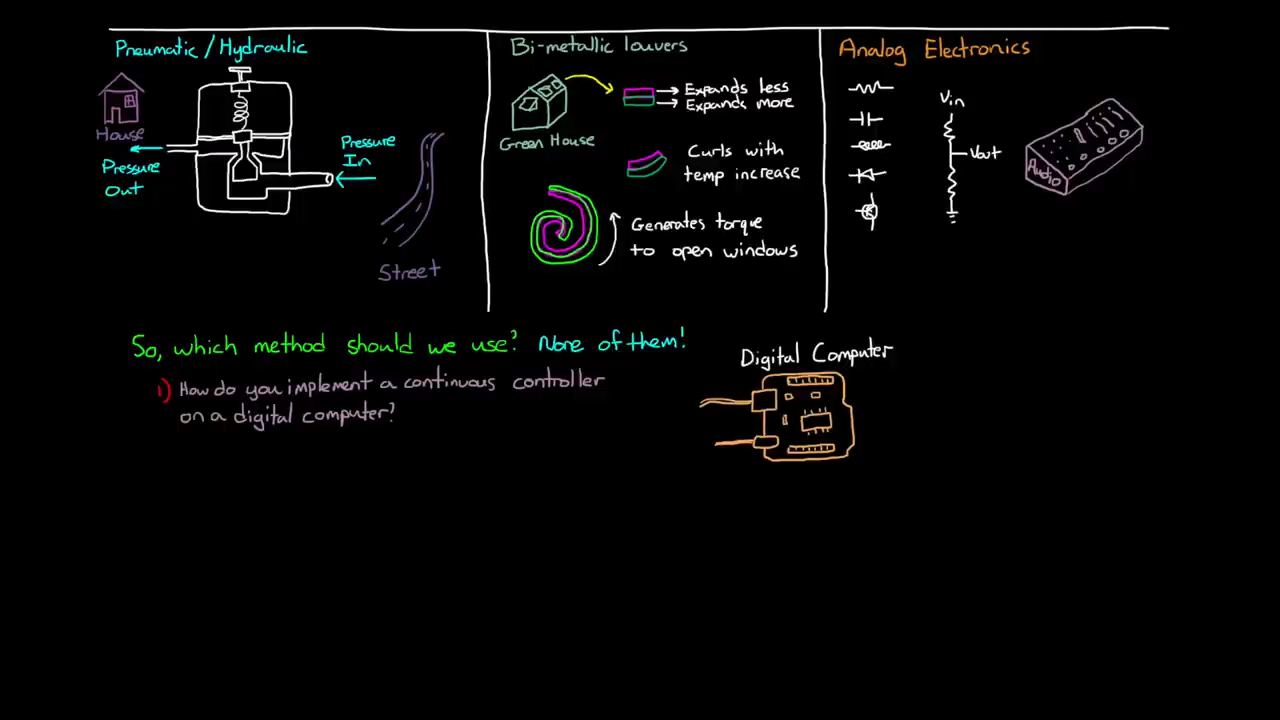 Pneumatic/Hydraulic
House
Pressure
Out
Pressure
In
Street
Bi-metallic louvers
Green House
Expands less
Expands more
Curls with
temp increase
Generates torque
to open windows
Analog Electronics
Vin
Vout
Audio
So, which method should we use? None of them!
1) How do you implement a continuous controller
on a digital computer?
Digital Computer